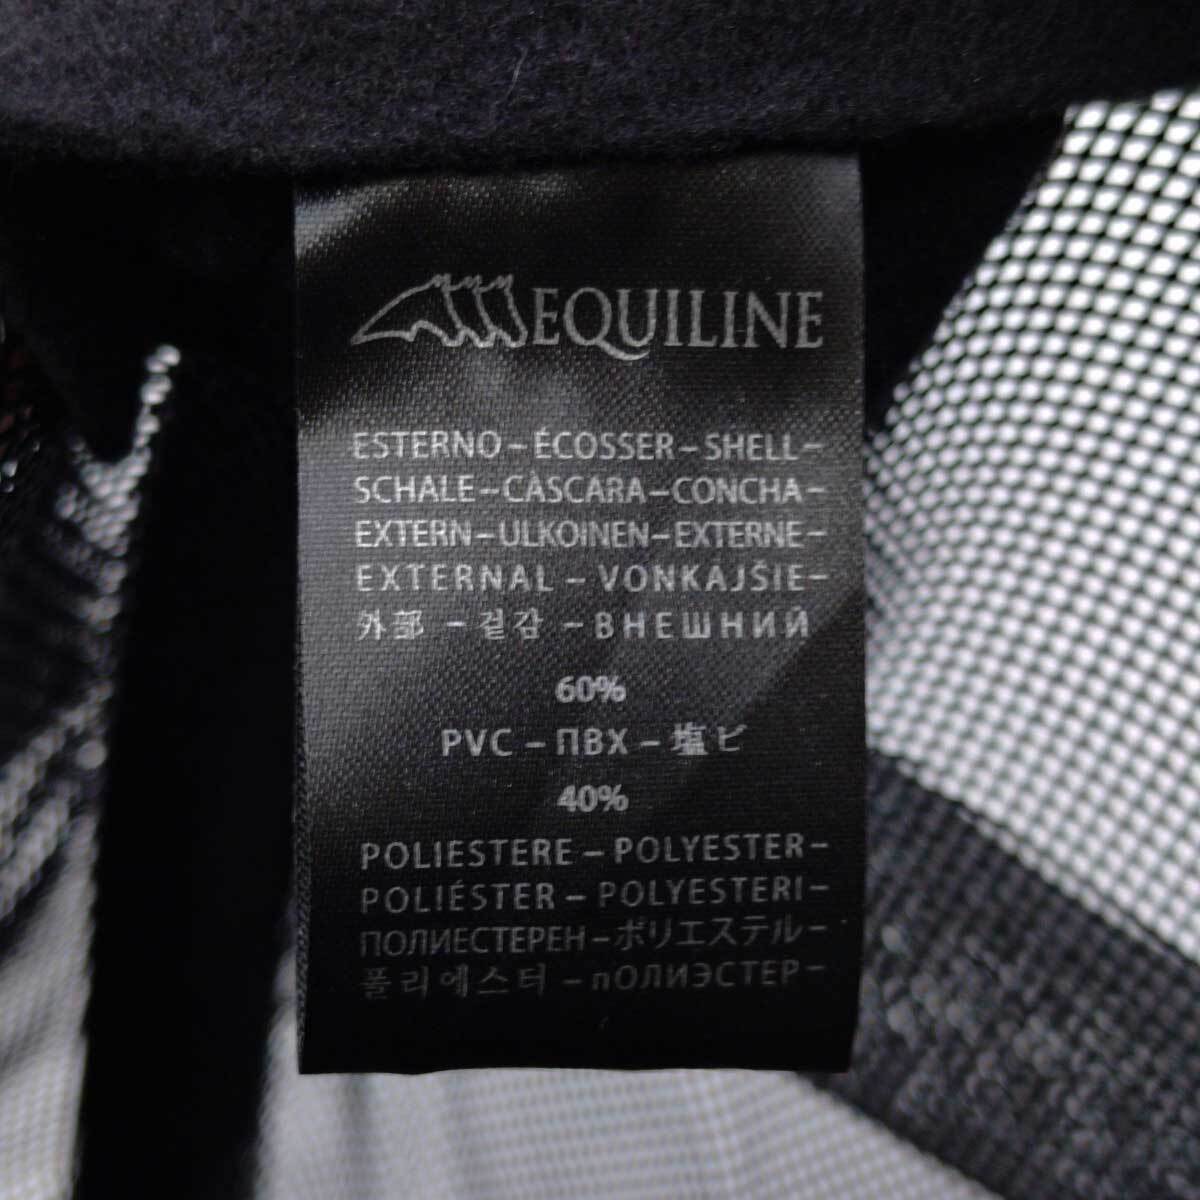 EQUILINE
ESTERNO – ÉCOSSER – SHELL –
SCHALE – CÀSCARA – CONCHA –
EXTERN – ULKOINEN – EXTERNE –
EXTERNAL – VONKAJŠIE –
外部 – 겉감 – ВНЕШНИЙ
60%
PVC – ПВХ – 塩ビ
40%
POLIESTERE – POLYESTER –
POLIÉSTER – POLYESTERI –
ПОЛИЕСТЕРЕН – ポリエステル –
폴리에스터 – пОЛИЭСТЕР –